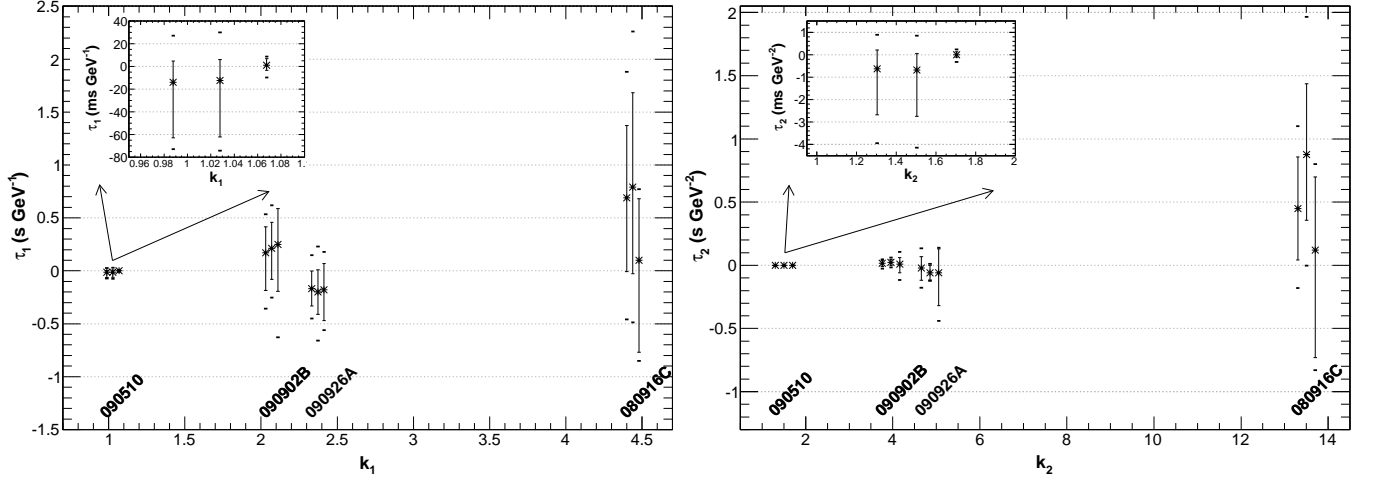 τ1 (s GeV-1)
2.5
2
1.5
1
0.5
0
-0.5
-1
-1.5
1 1.5 2 2.5 3 3.5 4 4.5
k1
090510
090902B
090926A
080916C
τ1 (ms GeV-1)
40
20
0
-20
-40
-60
-80
0.96 0.98 1 1.02 1.04 1.06 1.08 1.
k1
τ2 (s GeV-2)
2
1.5
1
0.5
0
-0.5
-1
2 4 6 8 10 12 14
k2
090510
090902B
090926A
080916C
τ2 (ms GeV-2)
1
0
-1
-2
-3
-4
1 1.2 1.4 1.6 1.8 2
k2